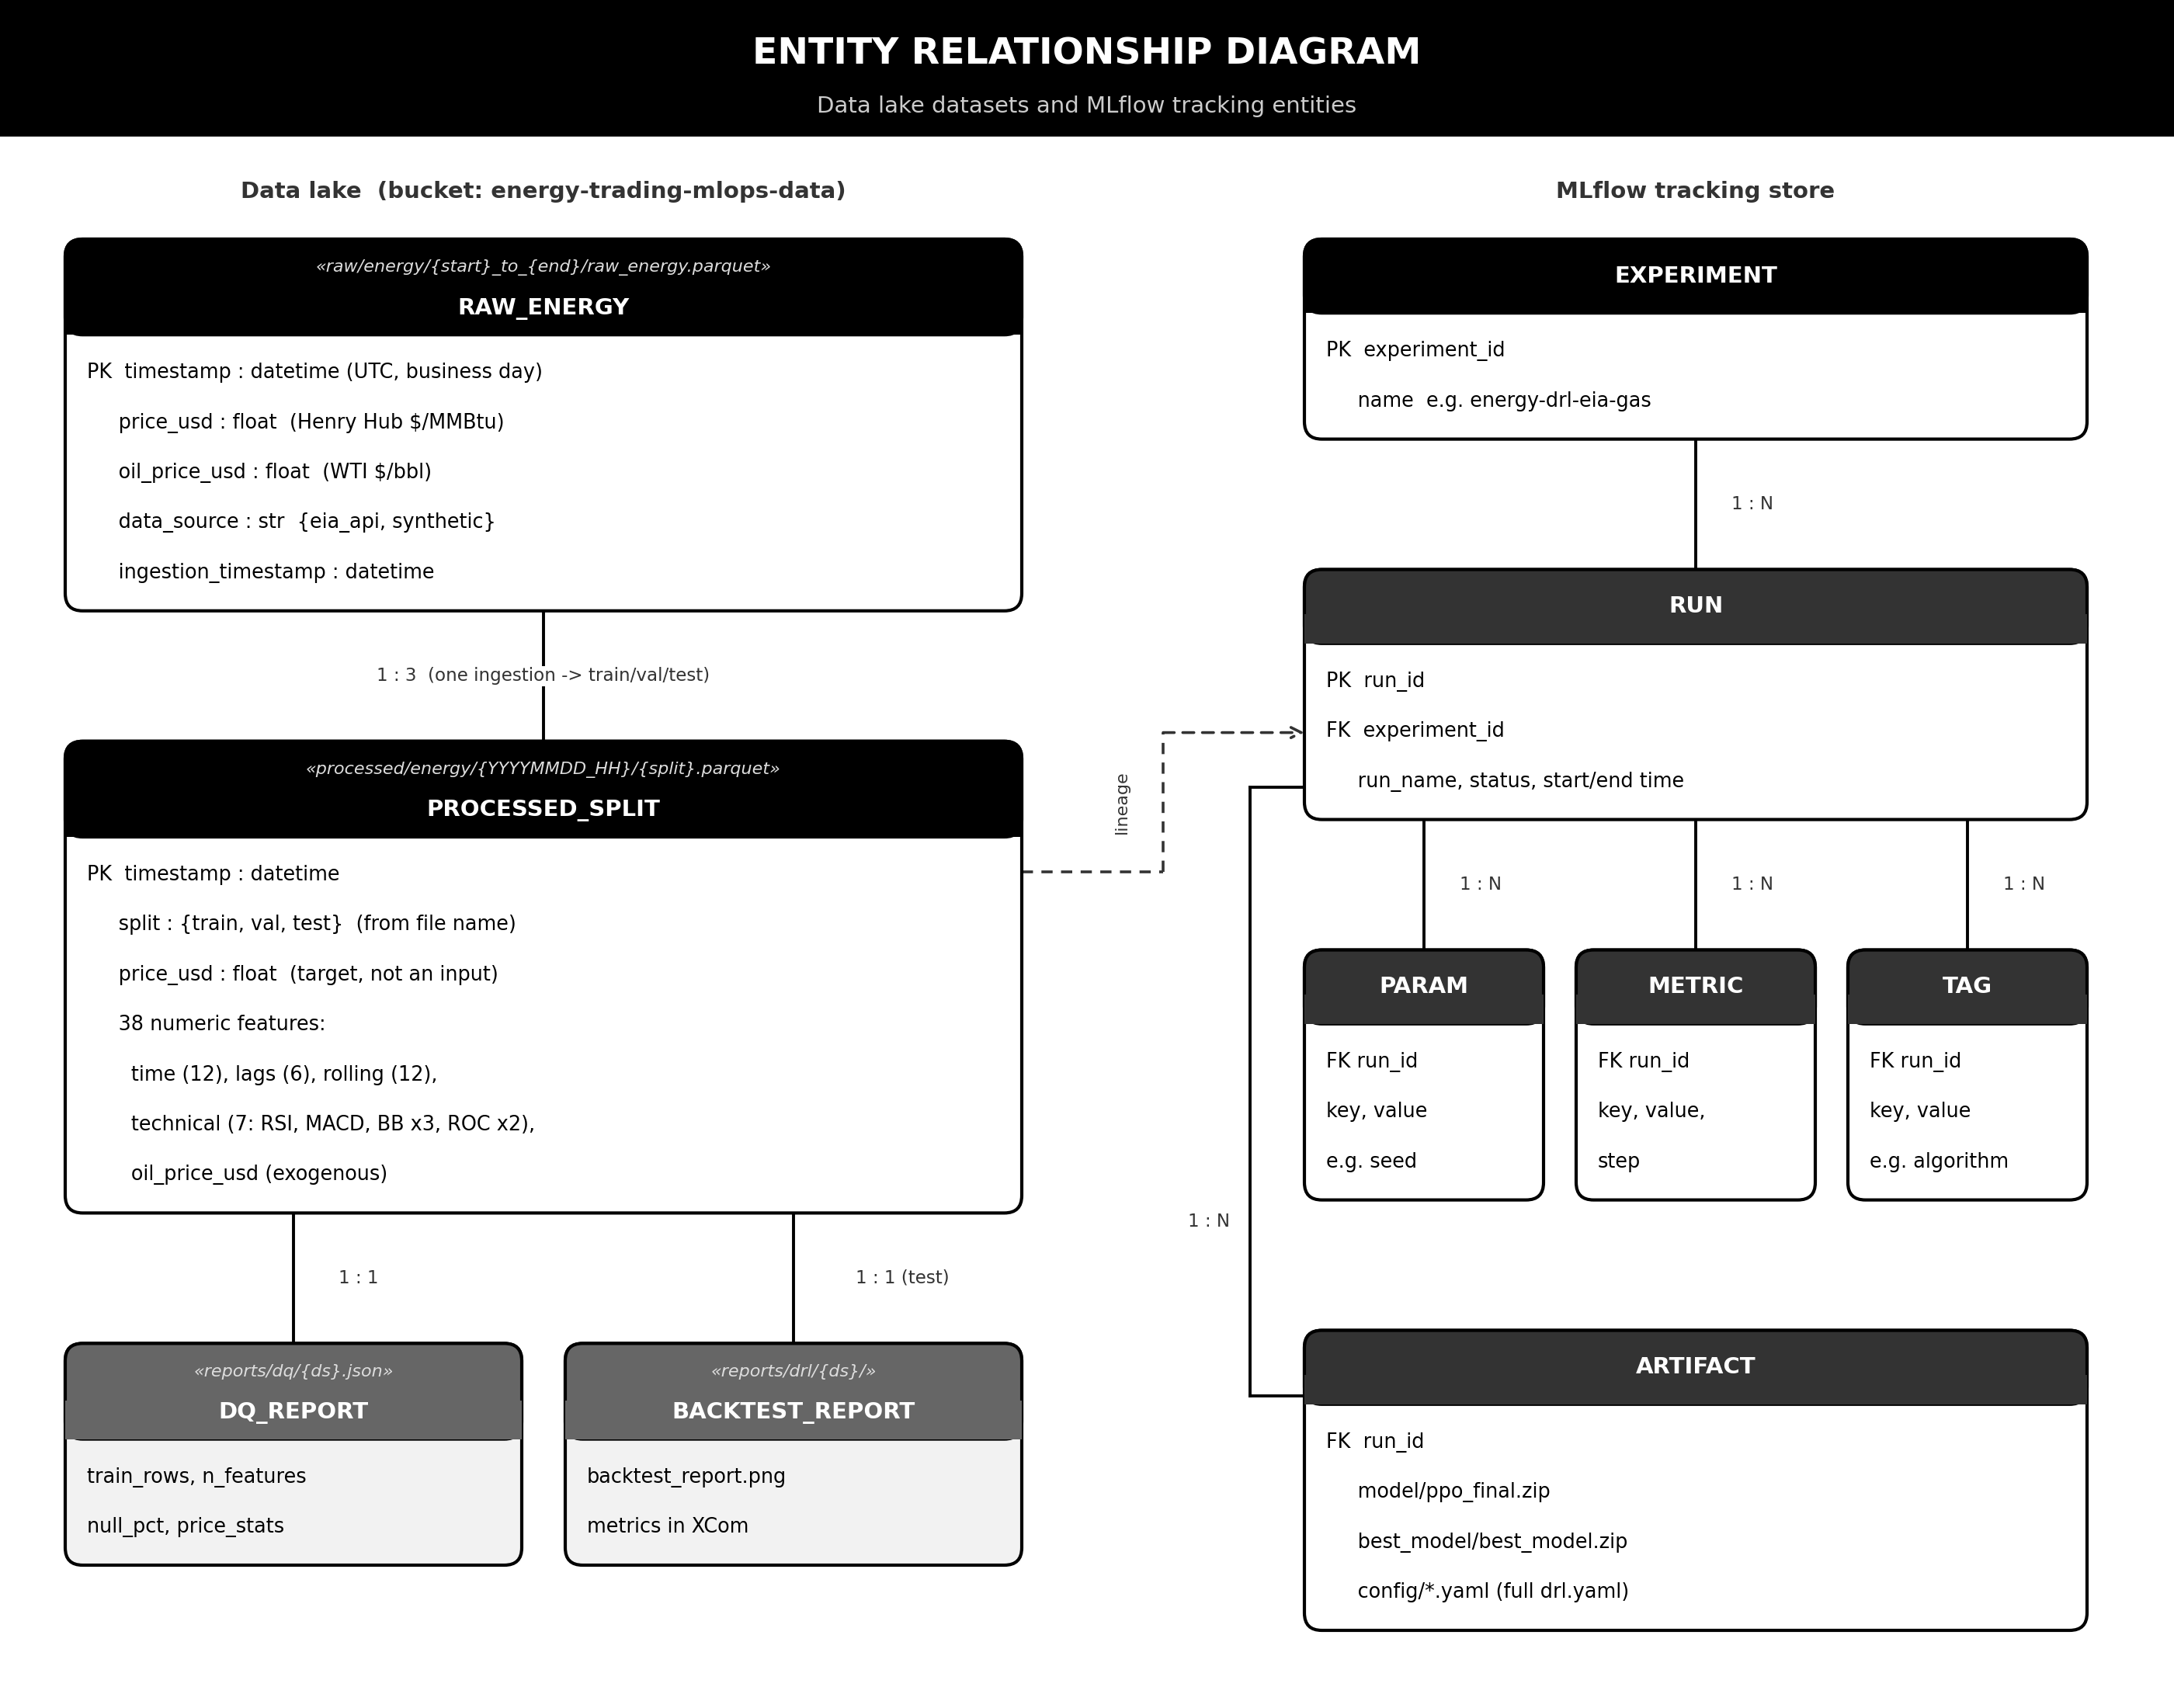 ENTITY RELATIONSHIP DIAGRAM
Data lake datasets and MLflow tracking entities
Data lake  (bucket: energy-trading-mlops-data)
«raw/energy/{start}_to_{end}/raw_energy.parquet»
RAW_ENERGY
PK  timestamp : datetime (UTC, business day)
price_usd : float  (Henry Hub $/MMBtu)
oil_price_usd : float  (WTI $/bbl)
data_source : str  {eia_api, synthetic}
ingestion_timestamp : datetime
1 : 3  (one ingestion -> train/val/test)
«processed/energy/{YYYYMMDD_HH}/{split}.parquet»
PROCESSED_SPLIT
PK  timestamp : datetime
split : {train, val, test}  (from file name)
price_usd : float  (target, not an input)
38 numeric features:
time (12), lags (6), rolling (12),
technical (7: RSI, MACD, BB x3, ROC x2),
oil_price_usd (exogenous)
1 : 1
1 : 1 (test)
«reports/dq/{ds}.json»
DQ_REPORT
train_rows, n_features
null_pct, price_stats
«reports/drl/{ds}/»
BACKTEST_REPORT
backtest_report.png
metrics in XCom
lineage
MLflow tracking store
EXPERIMENT
PK  experiment_id
name  e.g. energy-drl-eia-gas
1 : N
RUN
PK  run_id
FK  experiment_id
run_name, status, start/end time
1 : N
1 : N
1 : N
PARAM
FK run_id
key, value
e.g. seed
METRIC
FK run_id
key, value,
step
TAG
FK run_id
key, value
e.g. algorithm
1 : N
ARTIFACT
FK  run_id
model/ppo_final.zip
best_model/best_model.zip
config/*.yaml (full drl.yaml)